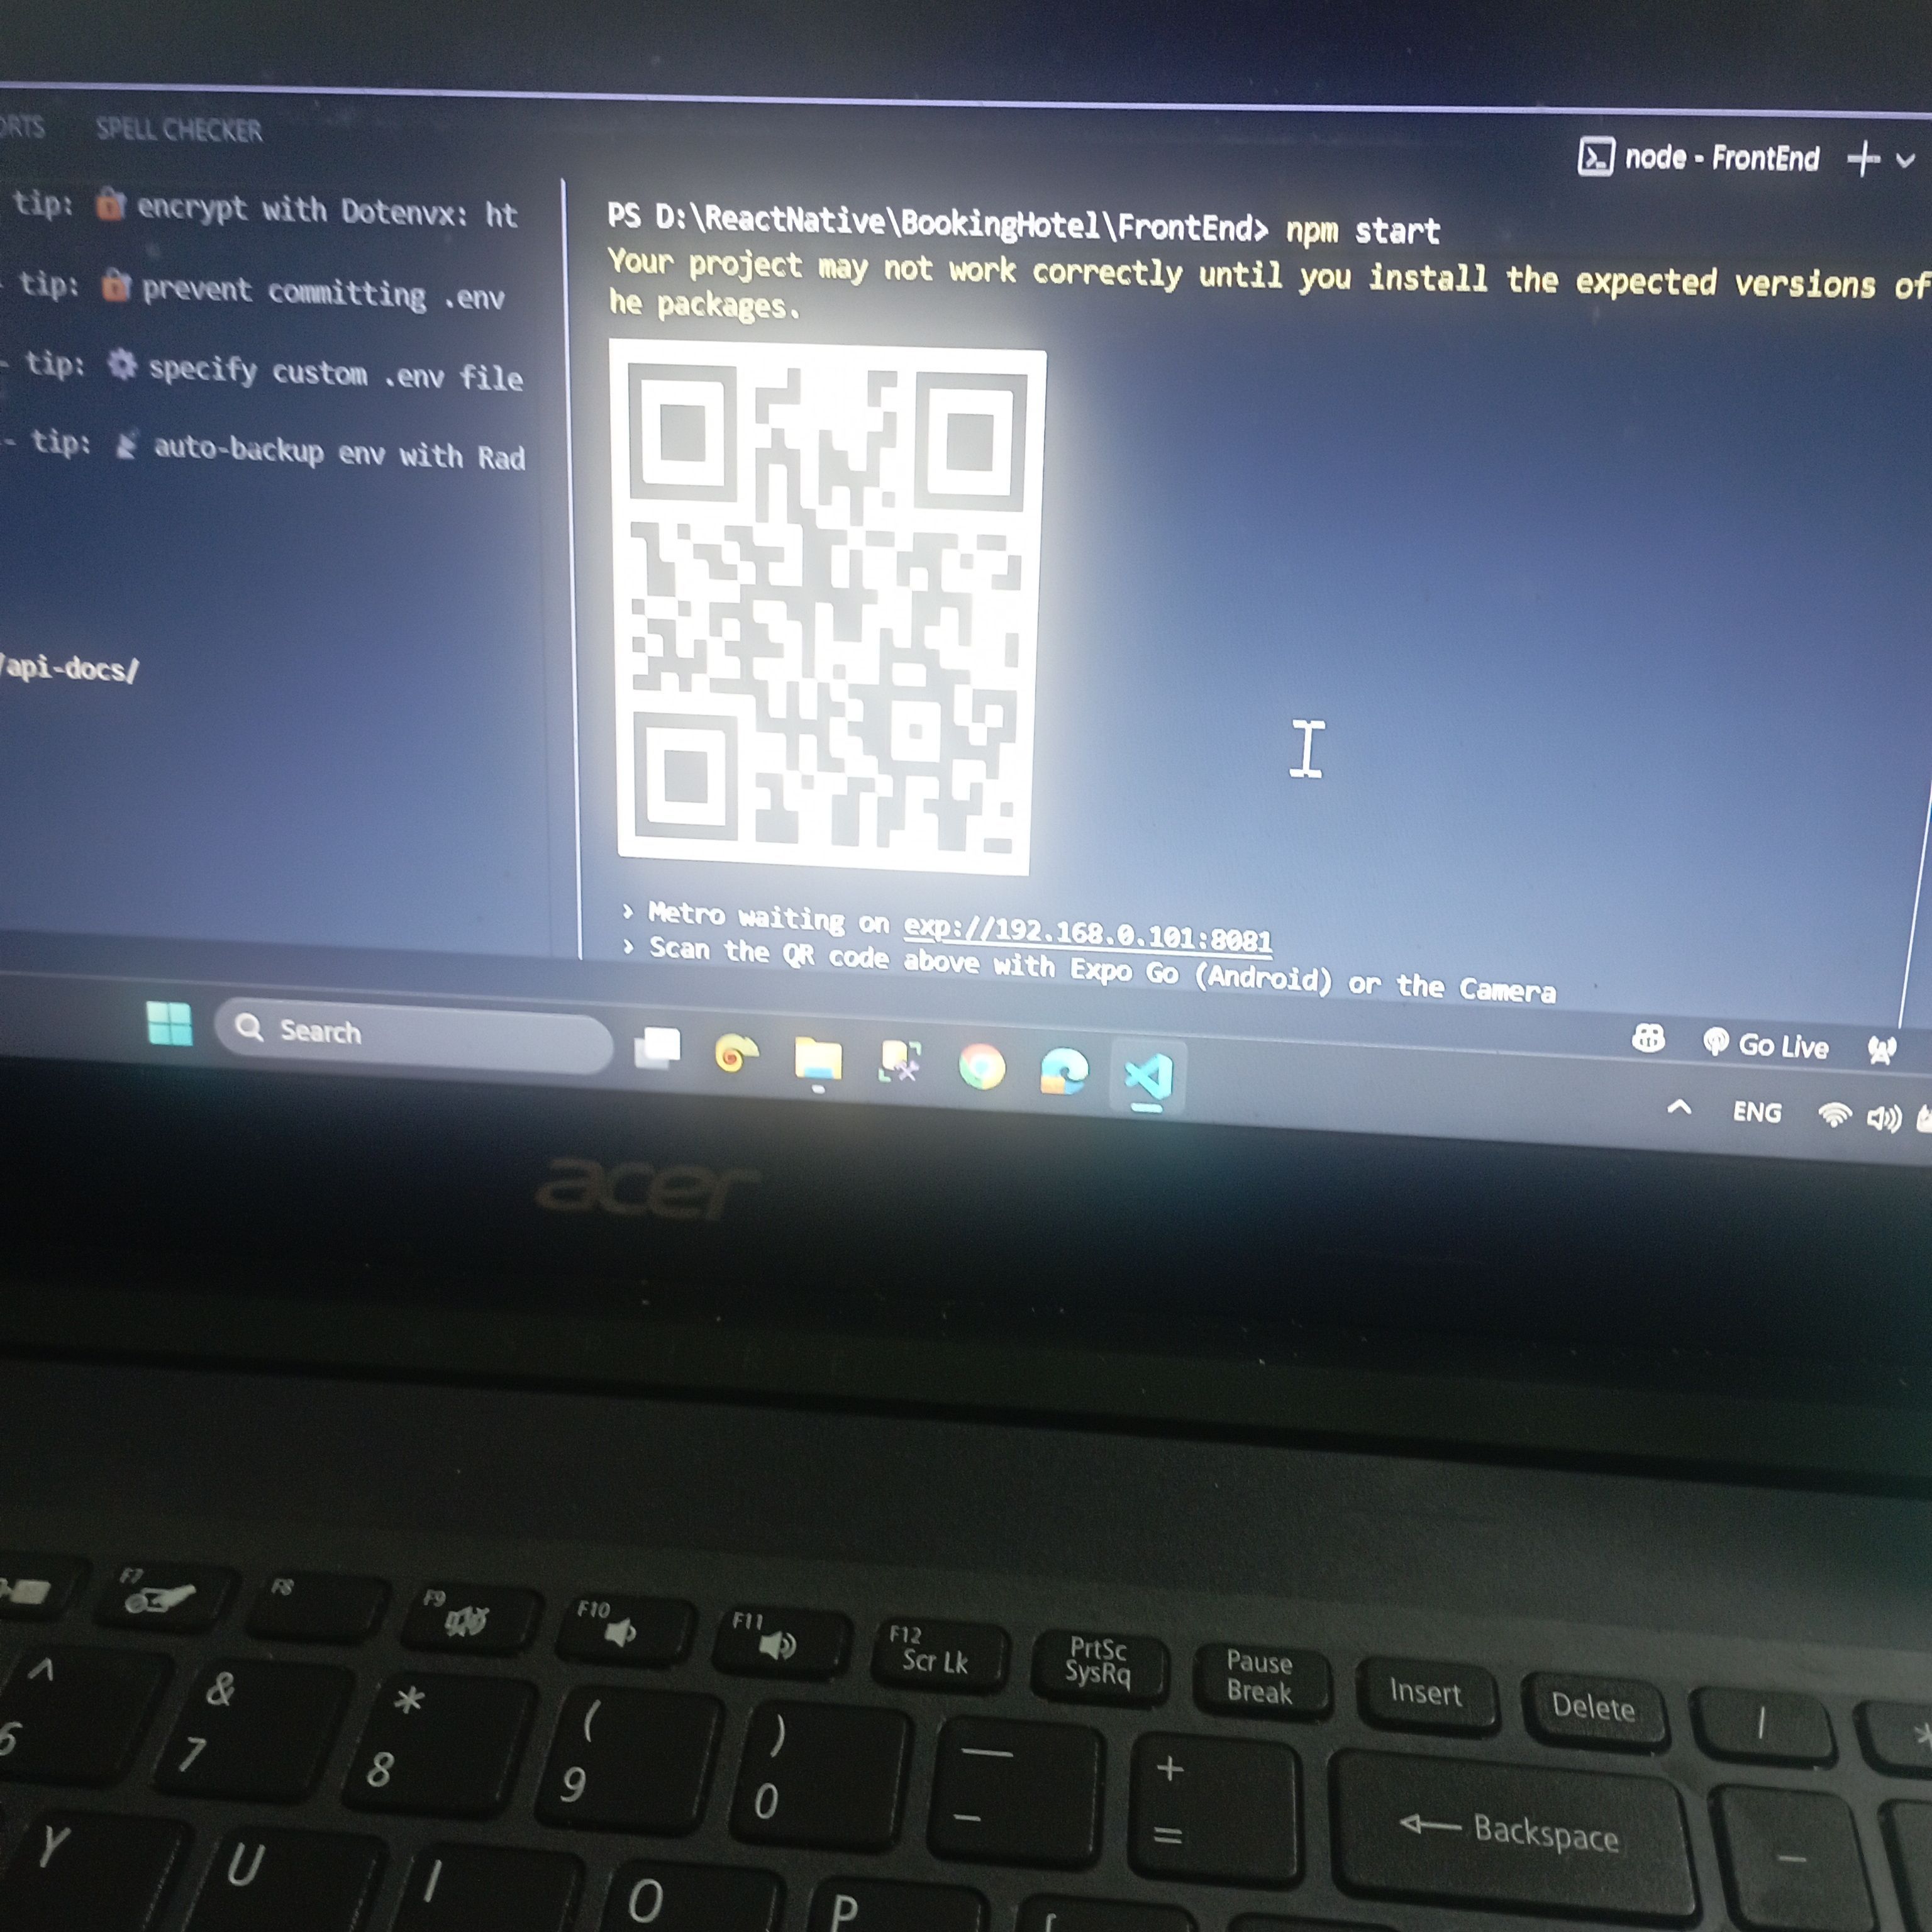 ORTS SPELL CHECKER
node - FrontEnd
tip: encrypt with Dotenvx: ht
tip: prevent committing .env
- tip: specify custom .env file
- tip: auto-backup env with Rad
/api-docs/
PS D:\ReactNative\BookingHotel\FrontEnd> npm start
Your project may not work correctly until you install the expected versions of
he packages.
› Metro waiting on exp://192.168.0.101:8081
› Scan the QR code above with Expo Go (Android) or the Camera
Go Live
Search
ENG
acer
F7 F8 F9 F10 F11 F12 Scr Lk PrtSc SysRq Pause Break Insert Delete /
^ 6 & 7 * 8 ( 9 ) 0 — - + = ← Backspace -
Y U I O P [